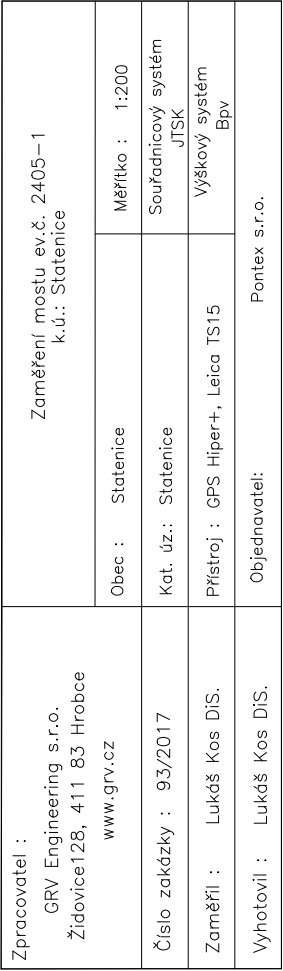 Zpracovatel :
GRV Engineering s.r.o.
Židovice128, 411 83 Hrobce
www.grv.cz
Zaměření mostu ev.č. 2405-1
k.ú.: Statenice
Obec : Statenice
Měřítko : 1:200
Číslo zakázky : 93/2017
Kat. úz.: Statenice
Souřadnicový systém
JTSK
Zaměřil : Lukáš Kos DiS.
Přístroj : GPS Hiper+, Leica TS15
Výškový systém
Bpv
Vyhotovil : Lukáš Kos DiS.
Objednavatel: Pontex s.r.o.